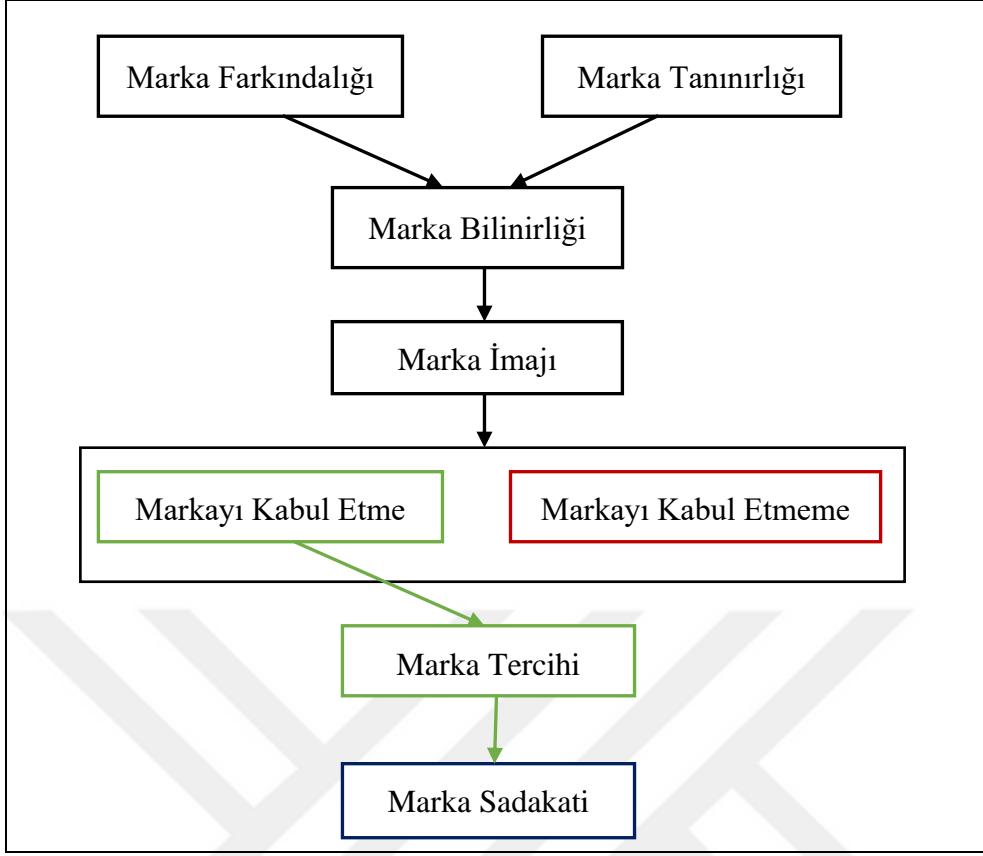 Marka Farkındalığı
Marka Tanınırlığı
Marka Bilinirliği
Marka İmajı
Markayı Kabul Etme
Markayı Kabul Etmeme
Marka Tercihi
Marka Sadakati